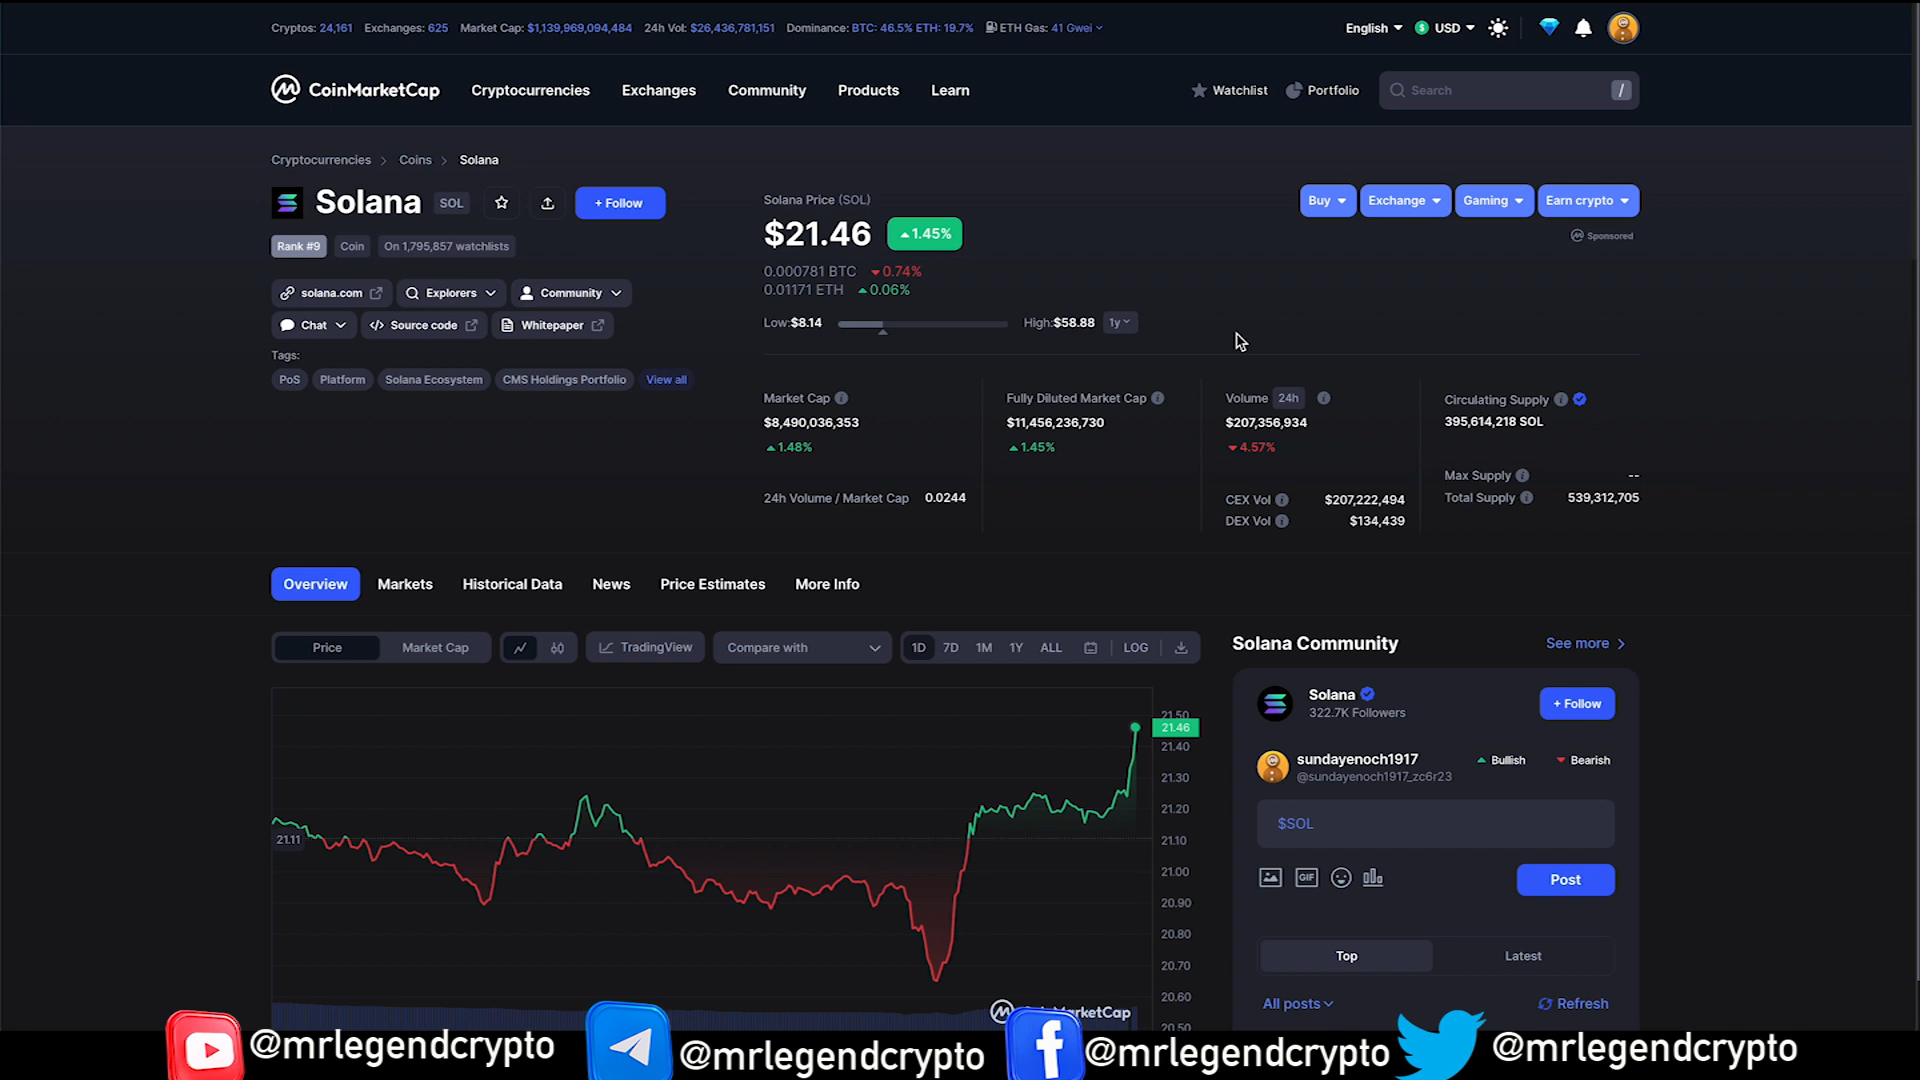 Cryptos: 24,161 Exchanges: 625 Market Cap: $1,139,969,094,484 24h Vol: $26,436,781,151 Dominance: BTC: 46.5% ETH: 19.7% ETH Gas: 41 Gwei
English USD
CoinMarketCap Cryptocurrencies Exchanges Community Products Learn Watchlist Portfolio Search /
Cryptocurrencies > Coins > Solana
Solana SOL + Follow
Rank #9 Coin On 1,795,857 watchlists
solana.com Explorers Community
Chat Source code Whitepaper
Tags:
PoS Platform Solana Ecosystem CMS Holdings Portfolio View all
Solana Price (SOL)
$21.46 1.45%
0.000781 BTC 0.74%
0.01171 ETH 0.06%
Low:$8.14 High:$58.88 1y
Buy Exchange Gaming Earn crypto
Sponsored
Market Cap
$8,490,036,353
1.48%
24h Volume / Market Cap 0.0244
Fully Diluted Market Cap
$11,456,236,730
1.45%
Volume 24h
$207,356,934
4.57%
CEX Vol $207,222,494
DEX Vol $134,439
Circulating Supply
395,614,218 SOL
Max Supply --
Total Supply 539,312,705
Overview Markets Historical Data News Price Estimates More Info
Price Market Cap TradingView Compare with 1D 7D 1M 1Y ALL LOG
21.50
21.46
21.40
21.30
21.20
21.11
21.10
21.00
20.90
20.80
20.70
20.60
20.50
Solana Community See more >
Solana
322.7K Followers
+ Follow
sundayenoch1917
@sundayenoch1917_zc6r23
Bullish Bearish
$SOL
GIF
Post
Top Latest
All posts Refresh
@mrlegendcrypto @mrlegendcrypto @mrlegendcrypto @mrlegendcrypto